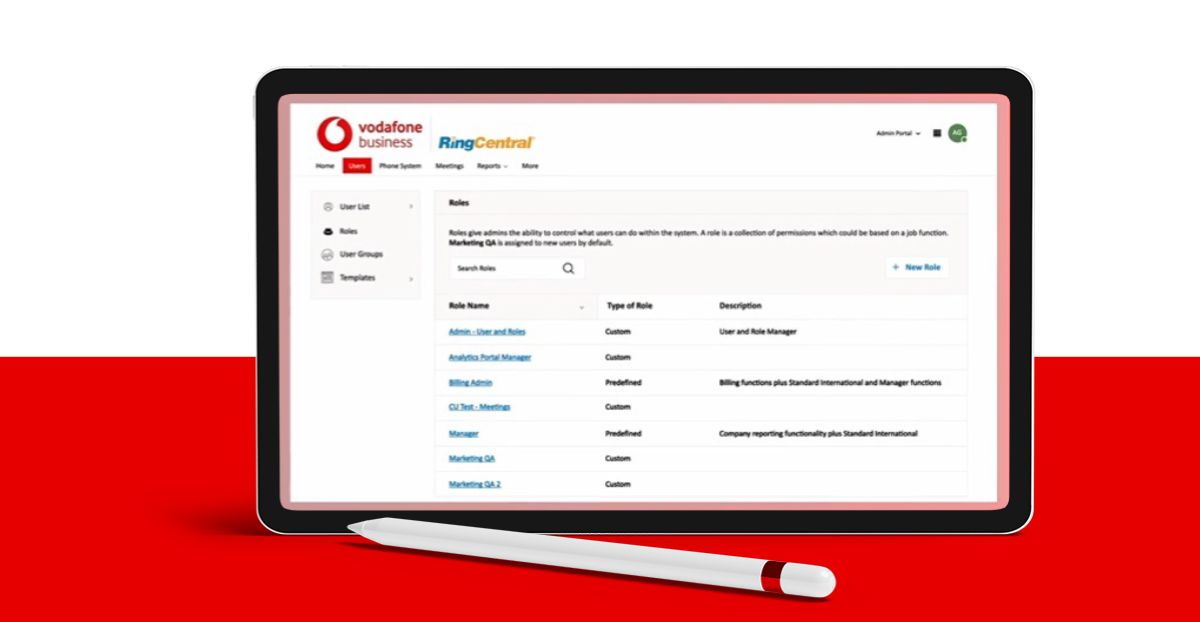 vodafone
business
RingCentral
Admin Portal
AG
Home Users Phone System Meetings Reports More
User List
Roles
User Groups
Templates
Roles
Roles give admins the ability to control what users can do within the system. A role is a collection of permissions which could be based on a job function.
Marketing QA is assigned to new users by default.
Search Roles
+ New Role
Role Name Type of Role Description
Admin - User and Roles Custom User and Role Manager
Analytics Portal Manager Custom
Billing Admin Predefined Billing functions plus Standard International and Manager functions
CU Test - Meetings Custom
Manager Predefined Company reporting functionality plus Standard International
Marketing QA Custom
Marketing QA 2 Custom